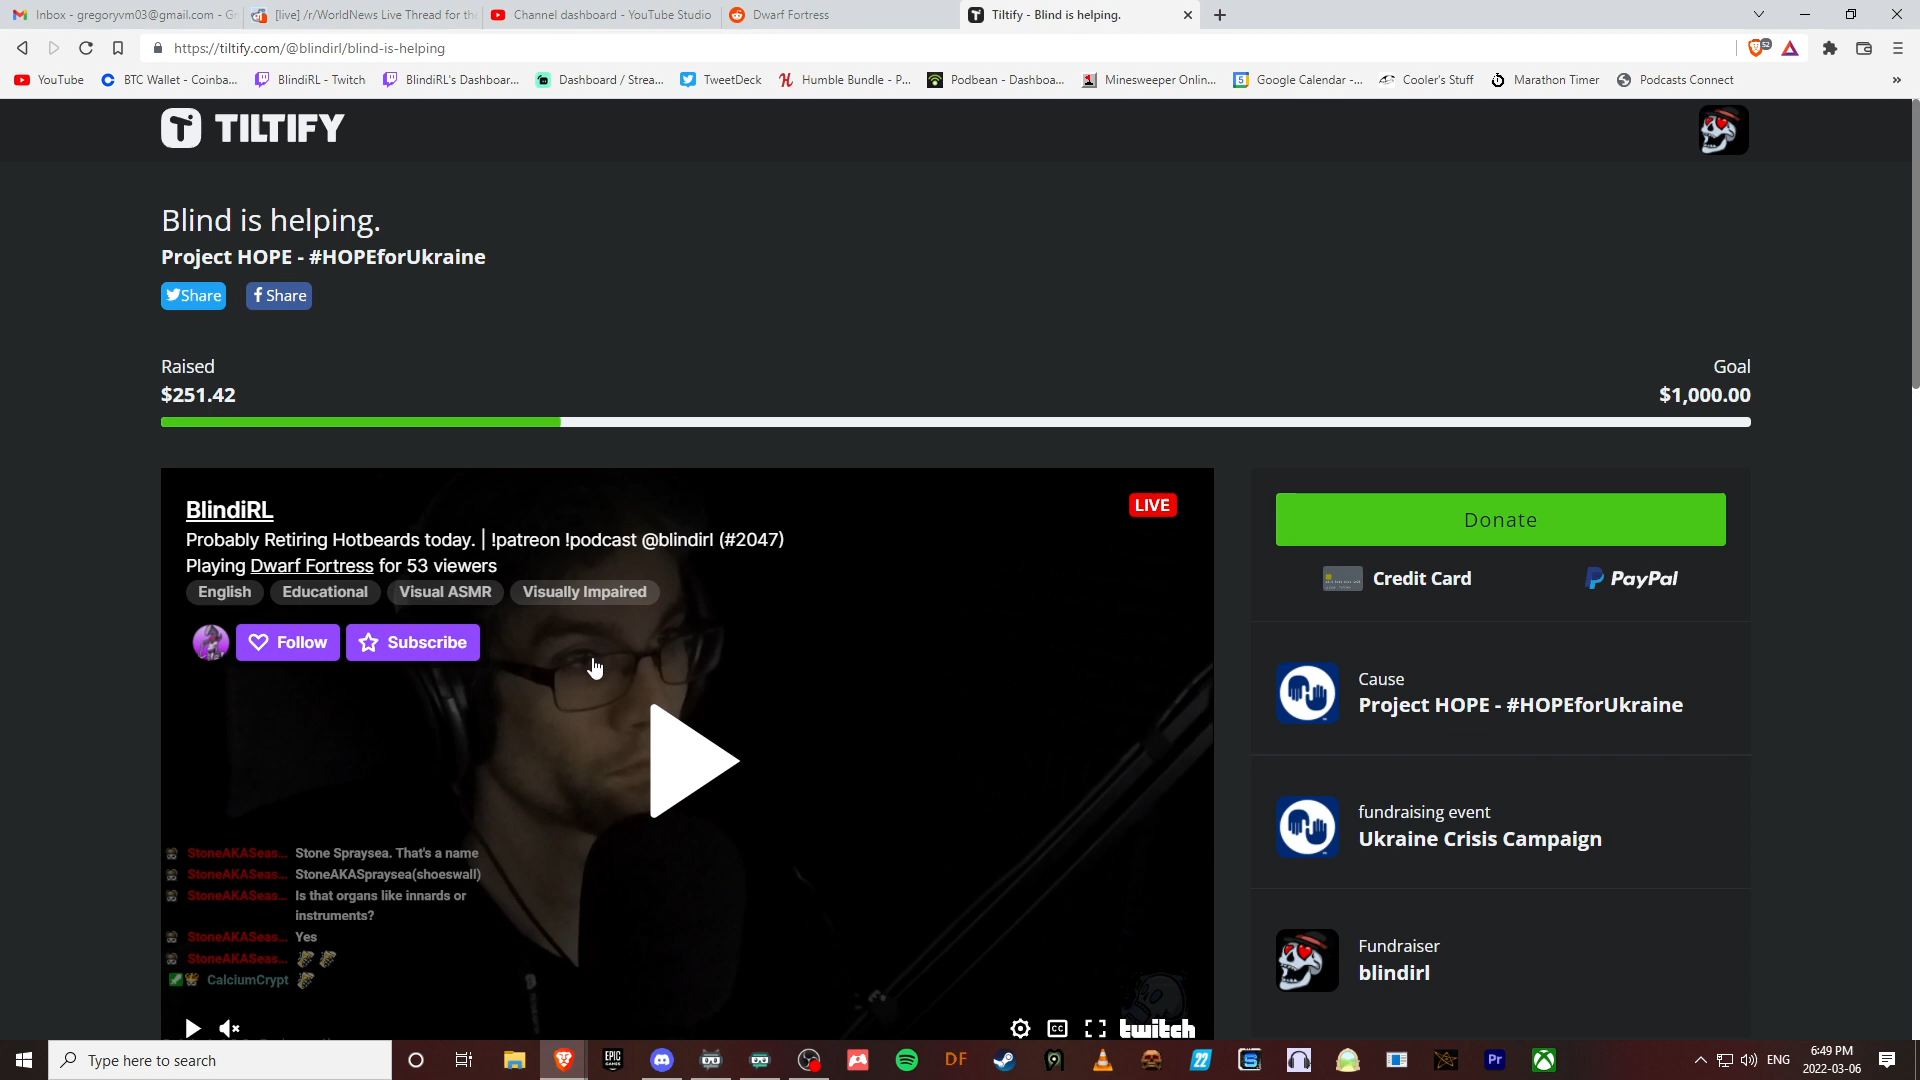 Inbox - gregoryvm03@gmail.com - Gr
[live] /r/WorldNews Live Thread for the
Channel dashboard - YouTube Studio
Dwarf Fortress
Tiltify - Blind is helping.
https://tiltify.com/@blindirl/blind-is-helping
52
YouTube
BTC Wallet - Coinba...
BlindiRL - Twitch
BlindiRL's Dashboar...
Dashboard / Strea...
TweetDeck
Humble Bundle - P...
Podbean - Dashboa...
Minesweeper Onlin...
Google Calendar -...
Cooler's Stuff
Marathon Timer
Podcasts Connect
TILTIFY
Blind is helping.
Project HOPE - #HOPEforUkraine
Share
Share
Raised
$251.42
Goal
$1,000.00
BlindiRL
LIVE
Probably Retiring Hotbeards today. | !patreon !podcast @blindirl (#2047)
Playing Dwarf Fortress for 53 viewers
English
Educational
Visual ASMR
Visually Impaired
Follow
Subscribe
StoneAKASeas... Stone Spraysea. That's a name
StoneAKASeas... StoneAKASpraysea(shoeswall)
StoneAKASeas... Is that organs like innards or
instruments?
StoneAKASeas... Yes
StoneAKASeas...
CalciumCrypt
CC
twitch
Donate
Credit Card
PayPal
Cause
Project HOPE - #HOPEforUkraine
fundraising event
Ukraine Crisis Campaign
Fundraiser
blindirl
Type here to search
EPIC GAMES
DF
22
Pr
ENG
6:49 PM
2022-03-06